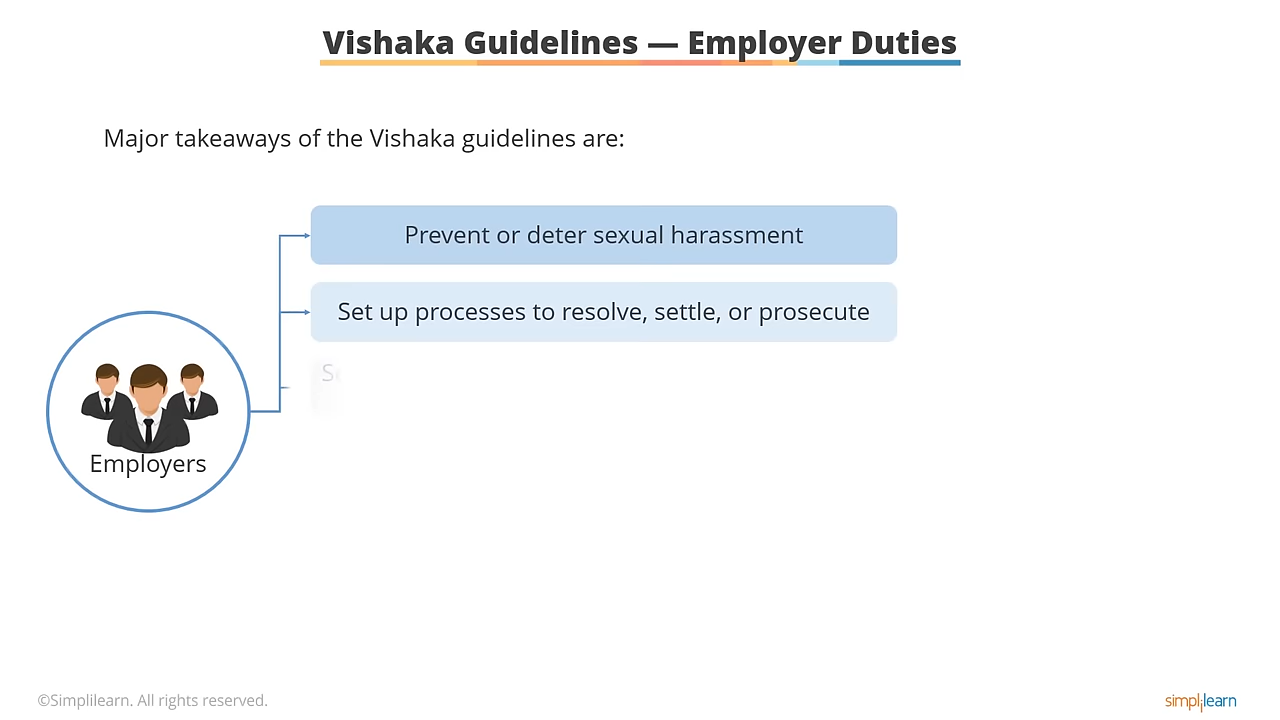 Vishaka Guidelines — Employer Duties
Major takeaways of the Vishaka guidelines are:
Prevent or deter sexual harassment
Set up processes to resolve, settle, or prosecute
Employers
©Simplilearn. All rights reserved.
simplilearn